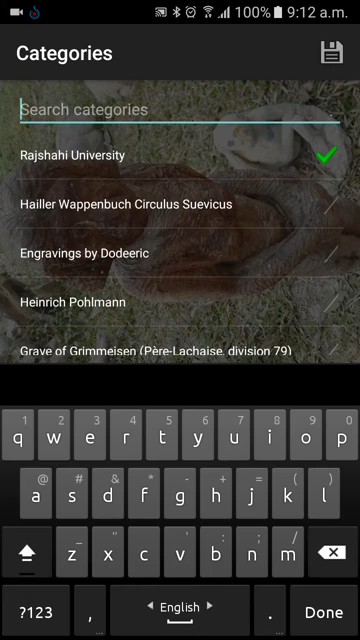 100% 9:12 a.m.
Categories
Search categories
Rajshahi University
Hailler Wappenbuch Circulus Suevicus
Engravings by Dodeeric
Heinrich Pohlmann
Grave of Grimmeisen (Père-Lachaise, division 79)
1 2 3 4 5 6 7 8 9 0
q w e r t y u i o p
@ # & * - + = ( )
a s d f g h j k l
_ " ' : ; /
z x c v b n m
?123 , ... English . ... Done